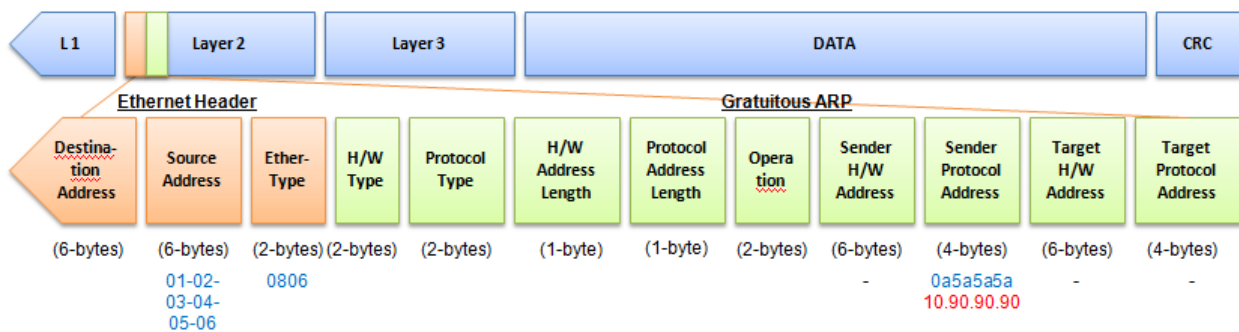 L 1 Layer 2 Layer 3 DATA CRC
Ethernet Header Gratuitous ARP
Destina-
tion
Address
Source
Address
Ether-
Type
H/W
Type
Protocol
Type
H/W
Address
Length
Protocol
Address
Length
Opera
tion
Sender
H/W
Address
Sender
Protocol
Address
Target
H/W
Address
Target
Protocol
Address
(6-bytes) (6-bytes) (2-bytes) (2-bytes) (2-bytes) (1-byte) (1-byte) (2-bytes) (6-bytes) (4-bytes) (6-bytes) (4-bytes)
01-02-
03-04-
05-06
0806
-
0a5a5a5a
10.90.90.90
-
-